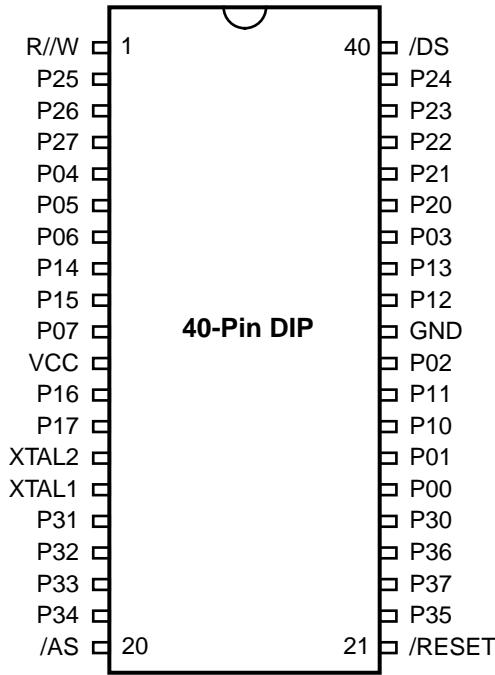 R//W 1 40 /DS
P25 P24
P26 P23
P27 P22
P04 P21
P05 P20
P06 P03
P14 P13
P15 P12
P07 40-Pin DIP GND
VCC P02
P16 P11
P17 P10
XTAL2 P01
XTAL1 P00
P31 P30
P32 P36
P33 P37
P34 P35
/AS 20 21 /RESET